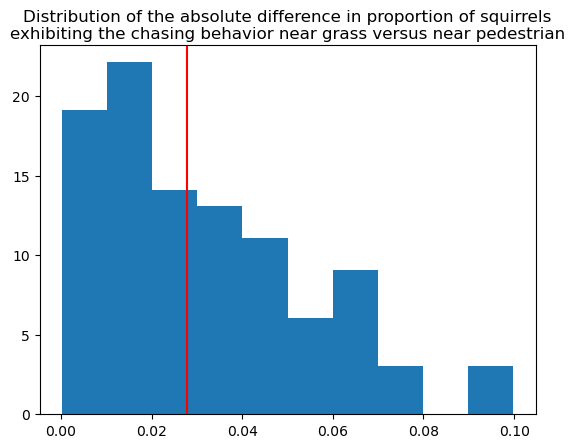 Distribution of the absolute difference in proportion of squirrels
exhibiting the chasing behavior near grass versus near pedestrian
20
15
10
5
0
0.00 0.02 0.04 0.06 0.08 0.10